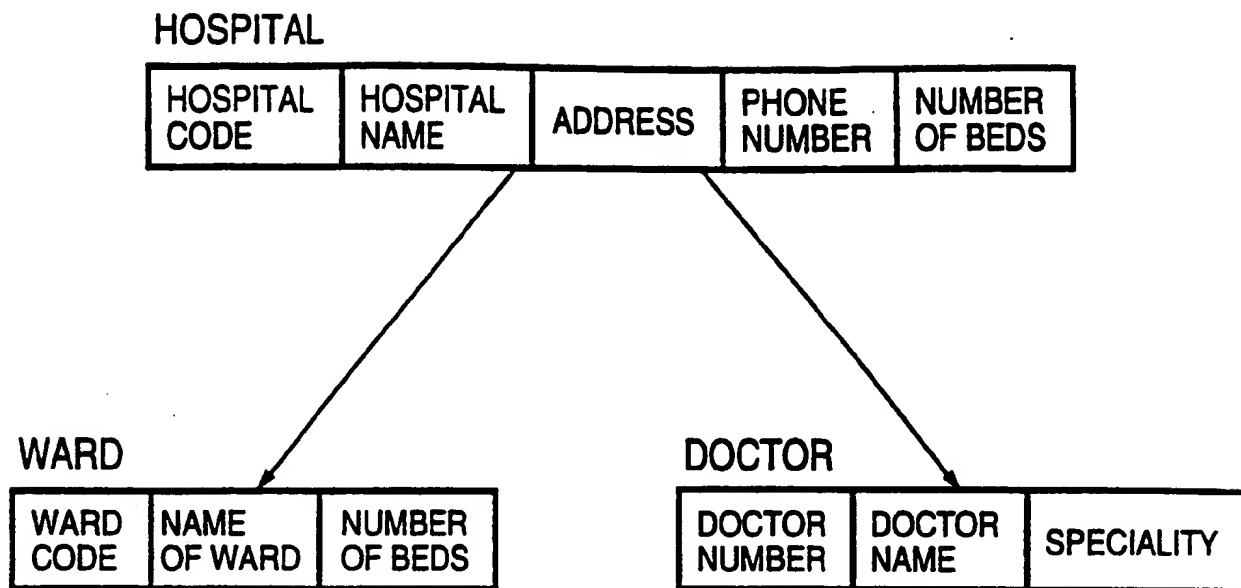 HOSPITAL
HOSPITAL
CODE
HOSPITAL
NAME
ADDRESS
PHONE
NUMBER
NUMBER
OF BEDS
WARD
WARD
CODE
NAME
OF WARD
NUMBER
OF BEDS
DOCTOR
DOCTOR
NUMBER
DOCTOR
NAME
SPECIALITY